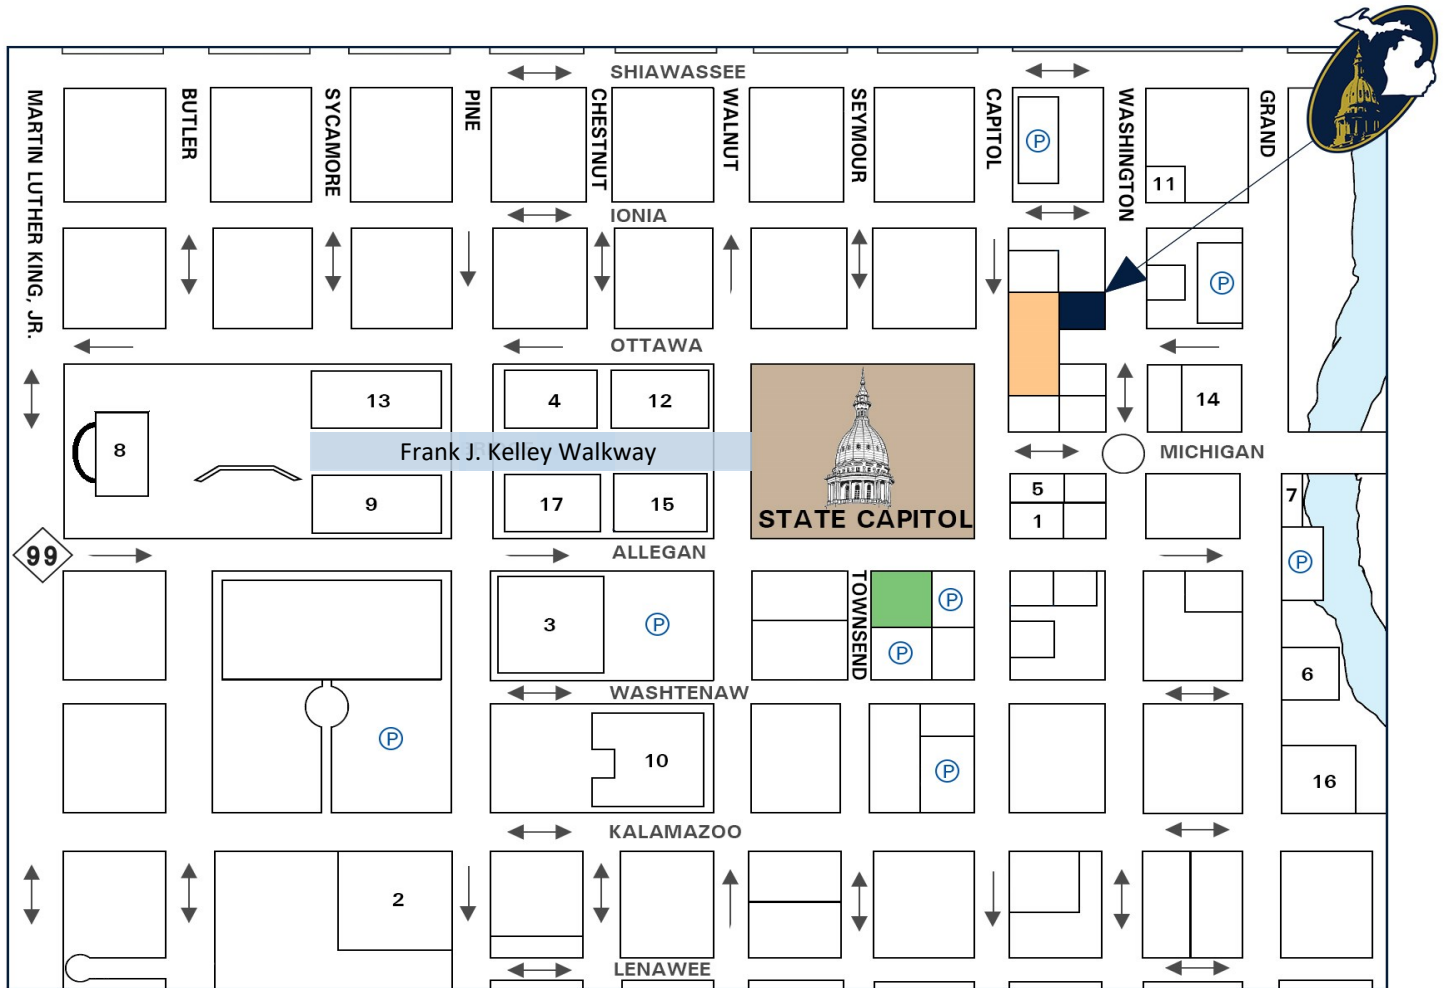 SHIAWASSEE
MARTIN LUTHER KING, JR.
BUTLER
SYCAMORE
PINE
CHESTNUT
WALNUT
SEYMOUR
CAPITOL
WASHINGTON
GRAND
P
11
IONIA
P
OTTAWA
13
4
12
14
8
Frank J. Kelley Walkway
MICHIGAN
9
17
15
STATE CAPITOL
5
1
7
99
ALLEGAN
P
3
P
TOWNSEND
P
P
6
WASHTENAW
P
10
P
16
KALAMAZOO
2
LENAWEE